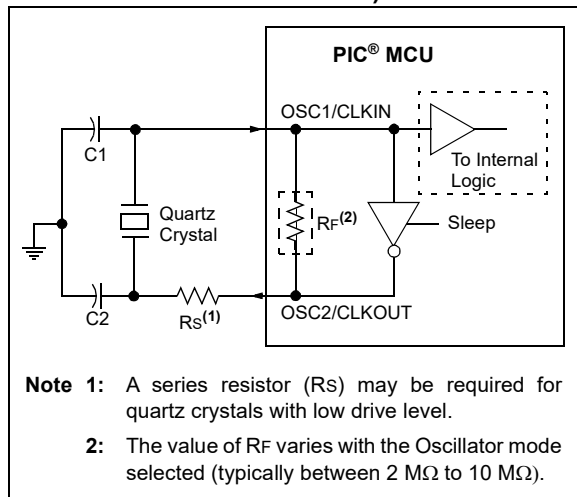 PIC® MCU
OSC1/CLKIN
C1
To Internal
Logic
Quartz
Crystal
RF(2)
Sleep
C2
RS(1)
OSC2/CLKOUT
Note 1: A series resistor (RS) may be required for
quartz crystals with low drive level.
2: The value of RF varies with the Oscillator mode
selected (typically between 2 MΩ to 10 MΩ).